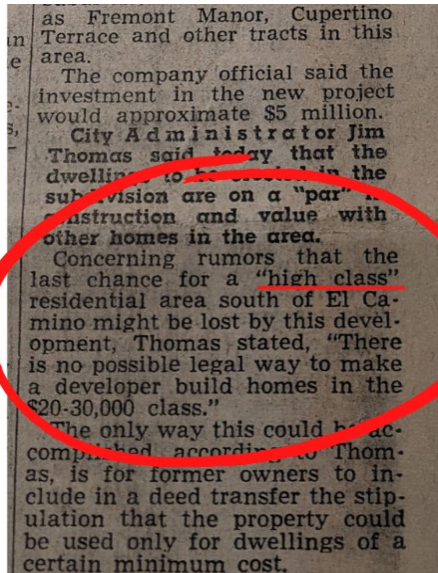 as Fremont Manor, Cupertino
in Terrace and other tracts in this
area.
The company official said the
investment in the new project
would approximate $5 million.
City Administrator Jim
Thomas said today that the
dwellings to be in the
subdivision are on a "par"
construction and value with
other homes in the area.
Concerning rumors that the
last chance for a "high class"
residential area south of El Ca-
mino might be lost by this devel-
opment, Thomas stated, "There
is no possible legal way to make
a developer build homes in the
$20-30,000 class."
The only way this could be ac-
complished, according to Thom-
as, is for former owners to in-
clude in a deed transfer the stip-
ulation that the property could
be used only for dwellings of a
certain minimum cost.